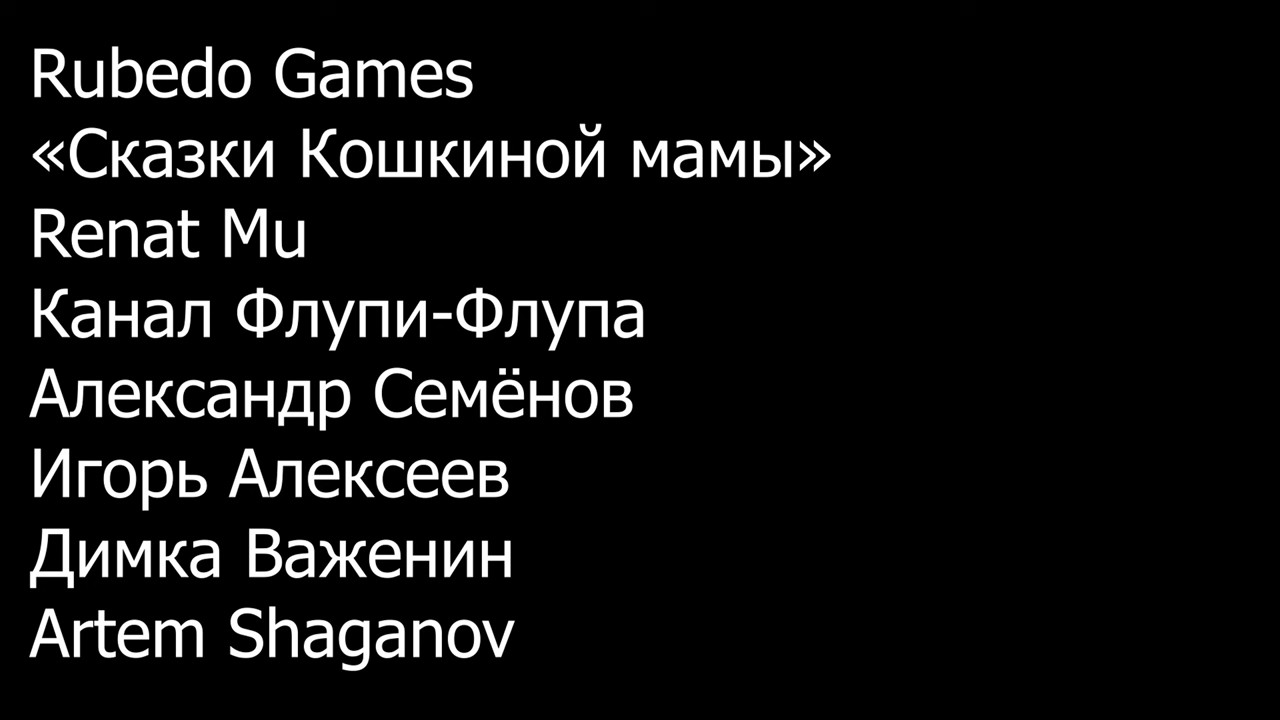 Rubedo Games
«Сказки Кошкиной мамы»
Renat Mu
Канал Флупи-Флупа
Александр Семёнов
Игорь Алексеев
Димка Важенин
Artem Shaganov